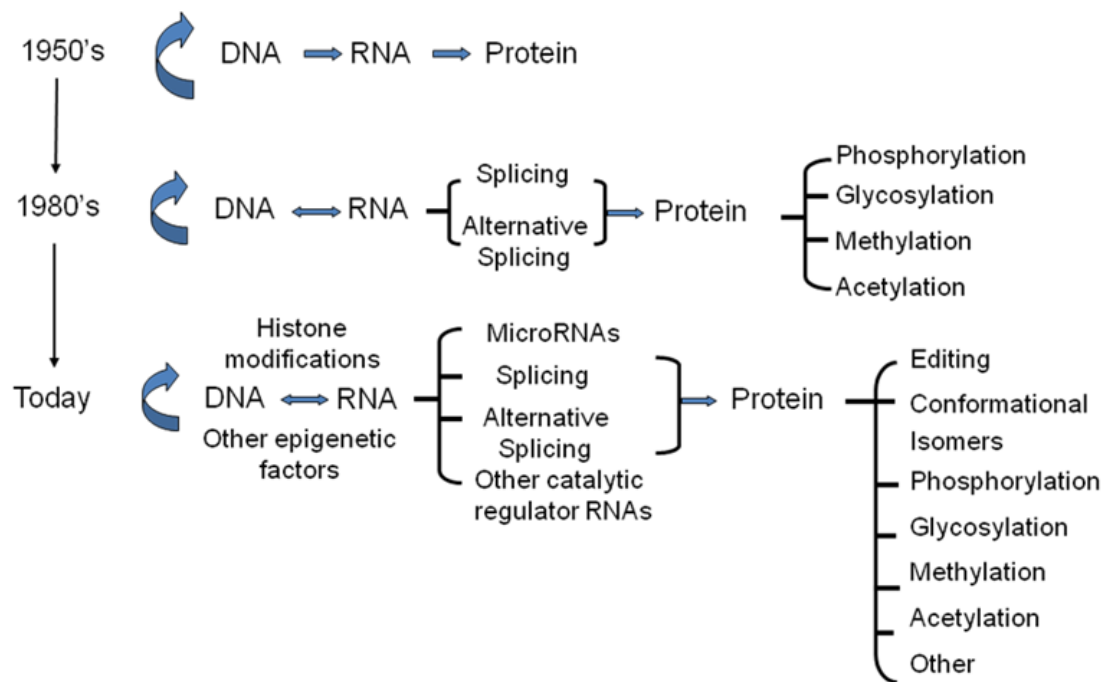 1950's
DNA
RNA
Protein
1980's
DNA
RNA
Splicing
Alternative
Splicing
Protein
Phosphorylation
Glycosylation
Methylation
Acetylation
Today
Histone
modifications
DNA
RNA
Other epigenetic
factors
MicroRNAs
Splicing
Alternative
Splicing
Other catalytic
regulator RNAs
Protein
Editing
Conformational
Isomers
Phosphorylation
Glycosylation
Methylation
Acetylation
Other